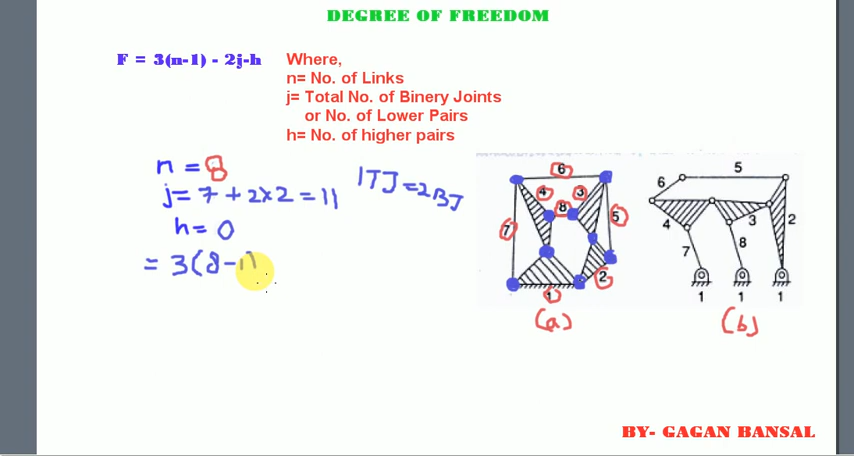 DEGREE OF FREEDOM
F = 3(n-1) - 2j-h
Where,
n= No. of Links
j= Total No. of Binery Joints
or No. of Lower Pairs
h= No. of higher pairs
n = 8
j= 7 + 2x2 = 11
1TJ=2BJ
h= 0
= 3(8-1)
6
4
3
8
7
5
2
1
(a)
5
6
4
3
2
7
8
1
1
1
(b)
BY- GAGAN BANSAL